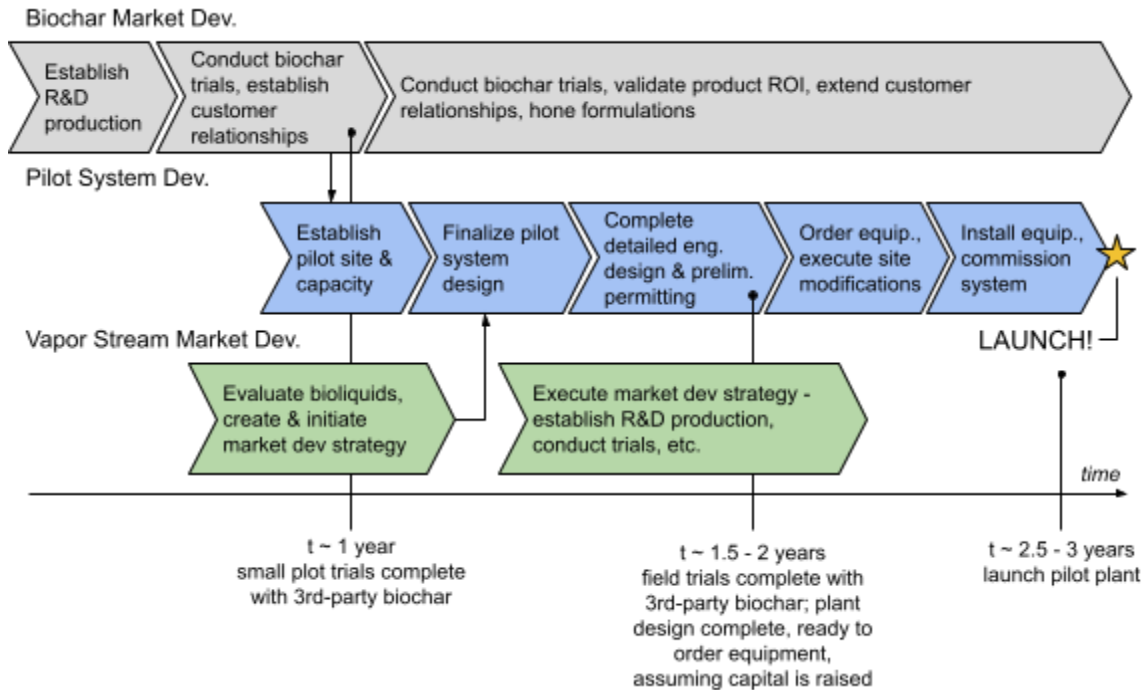 Biochar Market Dev.
Establish
R&D
production
Conduct biochar
trials, establish
customer
relationships
Conduct biochar trials, validate product ROI, extend customer
relationships, hone formulations
Pilot System Dev.
Establish
pilot site &
capacity
Finalize pilot
system
design
Complete
detailed eng.
design & prelim.
permitting
Order equip.,
execute site
modifications
Install equip.,
commission
system
LAUNCH!
Vapor Stream Market Dev.
Evaluate bioliquids,
create & initiate
market dev strategy
Execute market dev strategy -
establish R&D production,
conduct trials, etc.
time
t ~ 1 year
small plot trials complete
with 3rd-party biochar
t ~ 1.5 - 2 years
field trials complete with
3rd-party biochar; plant
design complete, ready to
order equipment,
assuming capital is raised
t ~ 2.5 - 3 years
launch pilot plant